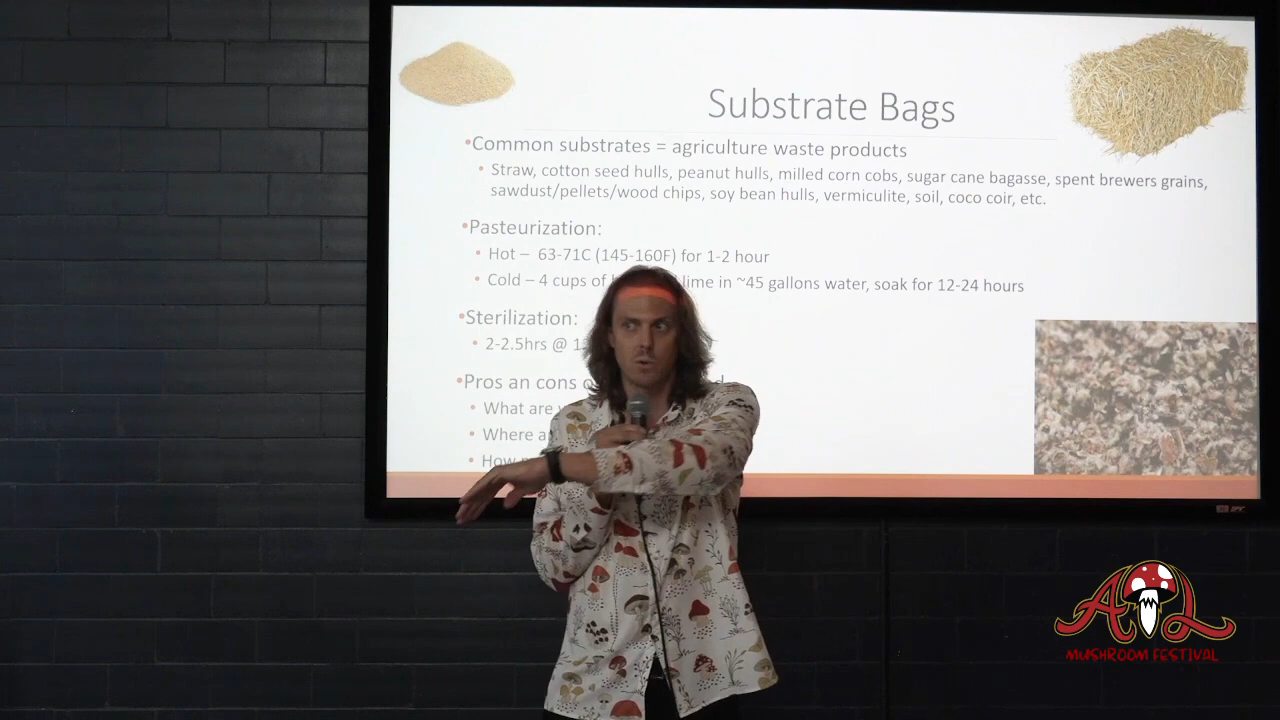 Substrate Bags
•Common substrates = agriculture waste products
• Straw, cotton seed hulls, peanut hulls, milled corn cobs, sugar cane bagasse, spent brewers grains,
sawdust/pellets/wood chips, soy bean hulls, vermiculite, soil, coco coir, etc.
•Pasteurization:
• Hot – 63-71C (145-160F) for 1-2 hour
• Cold – 4 cups of lime in ~45 gallons water, soak for 12-24 hours
•Sterilization:
• 2-2.5hrs @
•Pros an cons
• What are
• Where
• How
AL
MUSHROOM FESTIVAL